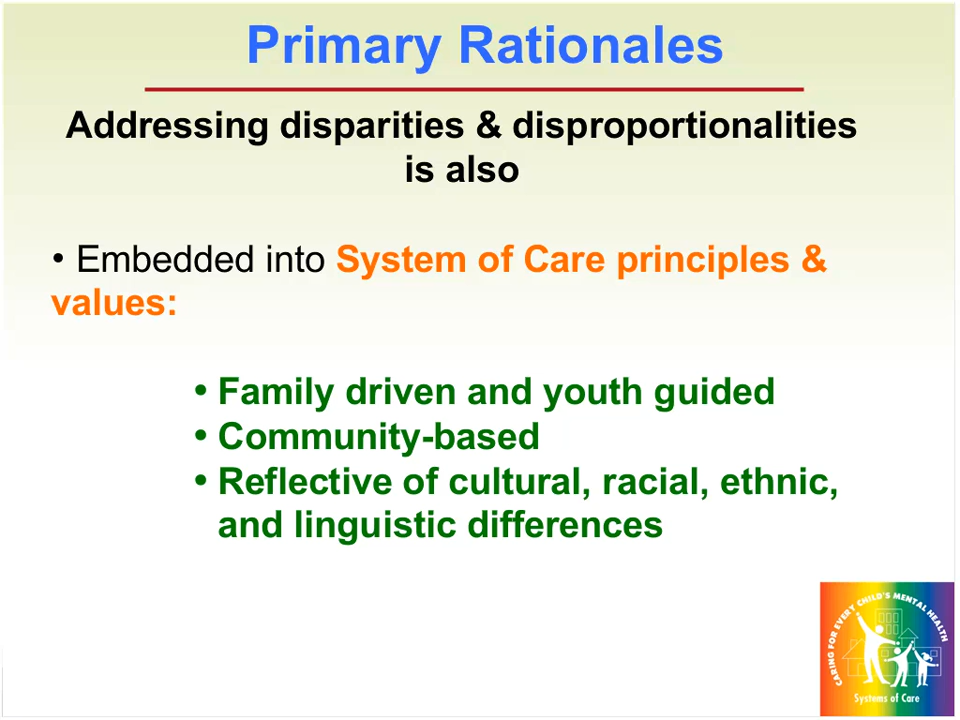 Primary Rationales
Addressing disparities & disproportionalities
is also
• Embedded into System of Care principles &
values:
• Family driven and youth guided
• Community-based
• Reflective of cultural, racial, ethnic,
and linguistic differences
CARING FOR EVERY CHILD'S MENTAL HEALTH
Systems of Care